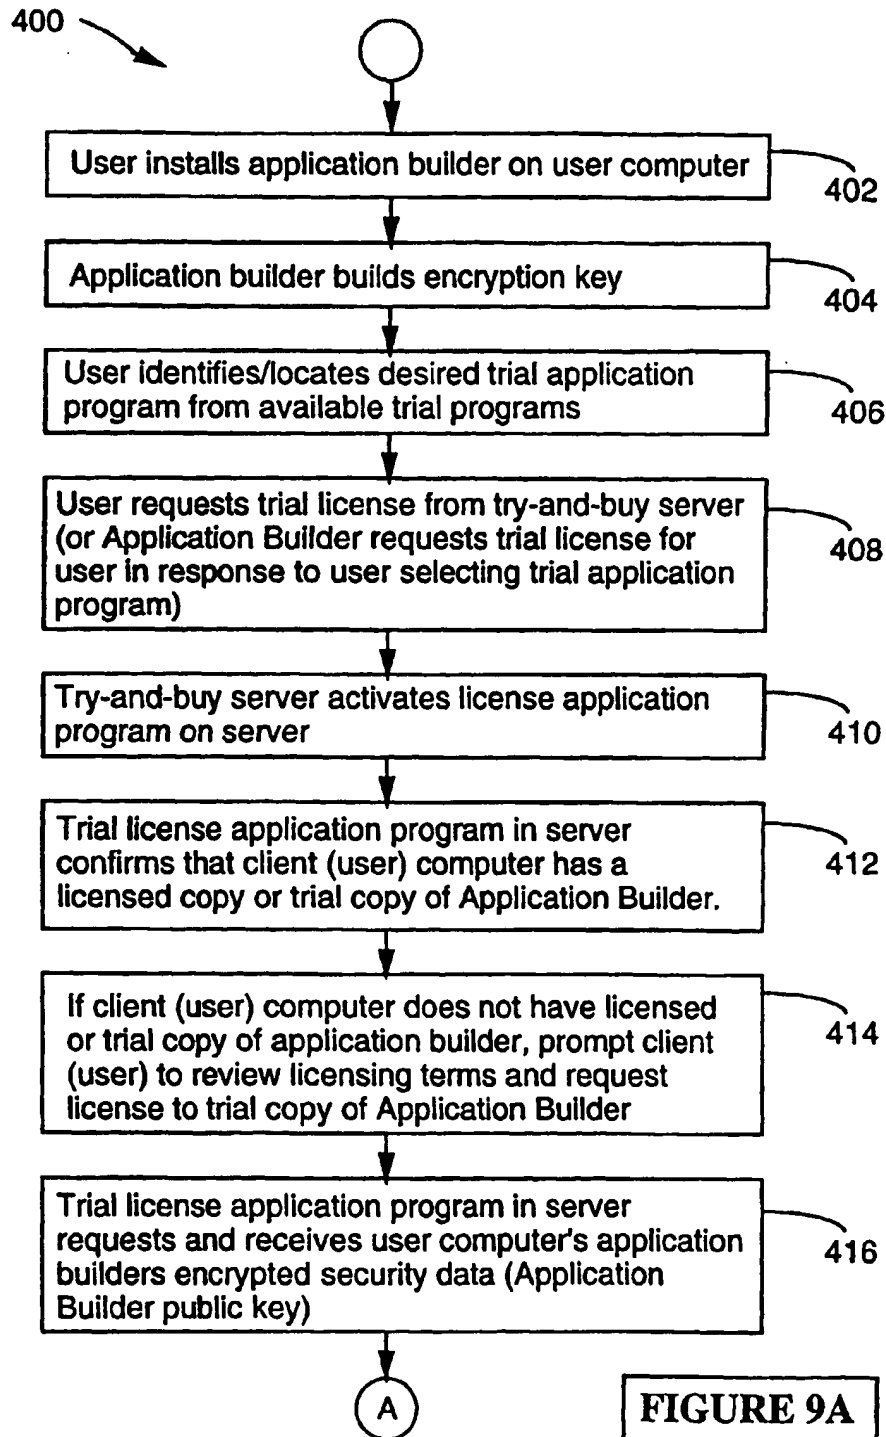 400
User installs application builder on user computer
402
Application builder builds encryption key
404
User identifies/locates desired trial application
program from available trial programs
406
User requests trial license from try-and-buy server
(or Application Builder requests trial license for
user in response to user selecting trial application
program)
408
Try-and-buy server activates license application
program on server
410
Trial license application program in server
confirms that client (user) computer has a
licensed copy or trial copy of Application Builder.
412
If client (user) computer does not have licensed
or trial copy of application builder, prompt client
(user) to review licensing terms and request
license to trial copy of Application Builder
414
Trial license application program in server
requests and receives user computer's application
builders encrypted security data (Application
Builder public key)
416
A
FIGURE 9A